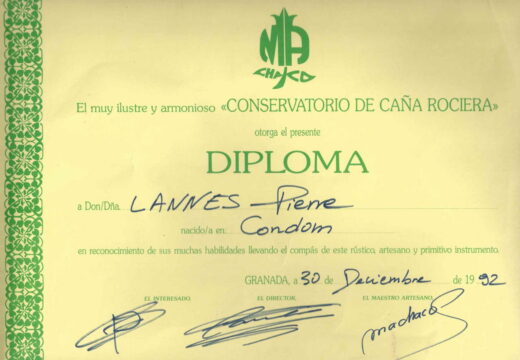 MA
CHACO
El muy ilustre y armonioso «CONSERVATORIO DE CAÑA ROCIERA»
otorga el presente
DIPLOMA
a Don/Dña. LANNES Pierre
nacido/a en: Condom
en reconocimiento de sus muchas habilidades llevando el compás de este rústico, artesano y primitivo instrumento.
GRANADA, a 30 de Deciembre de 1992
EL INTERESADO, EL DIRECTOR, EL MAESTRO ARTESANO,
machaco